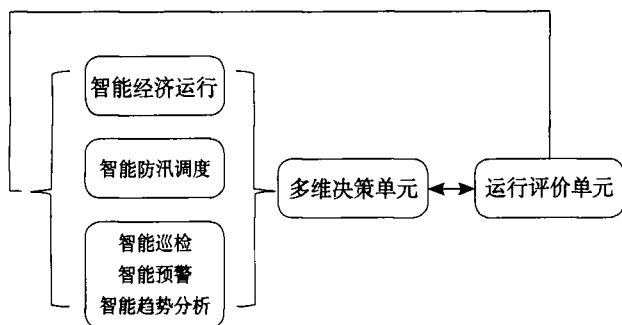 智能经济运行
智能防汛调度
智能巡检
智能预警
智能趋势分析
多维决策单元
运行评价单元